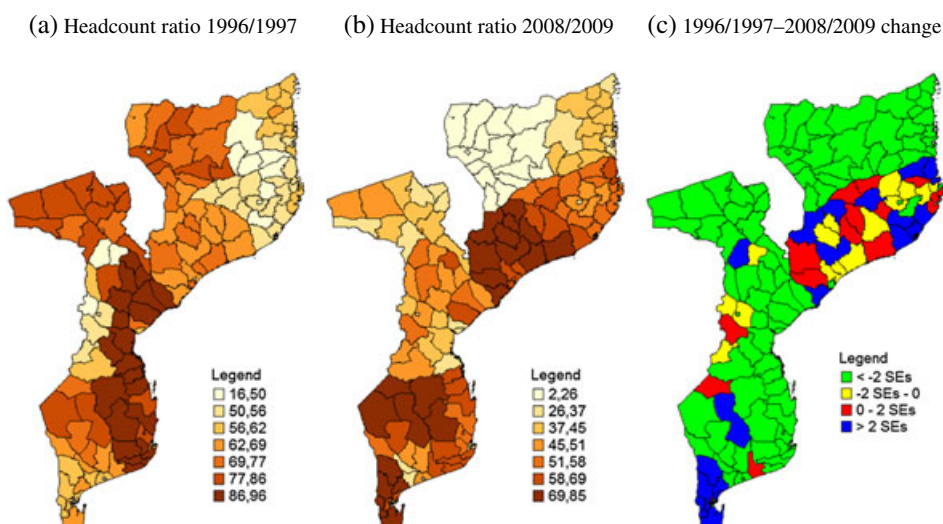 (a) Headcount ratio 1996/1997
(b) Headcount ratio 2008/2009
(c) 1996/1997–2008/2009 change
Legend
16,50
50,56
56,62
62,69
69,77
77,86
86,96
Legend
2,26
26,37
37,45
45,51
51,58
58,69
69,85
Legend
< -2 SEs
-2 SEs - 0
0 - 2 SEs
> 2 SEs